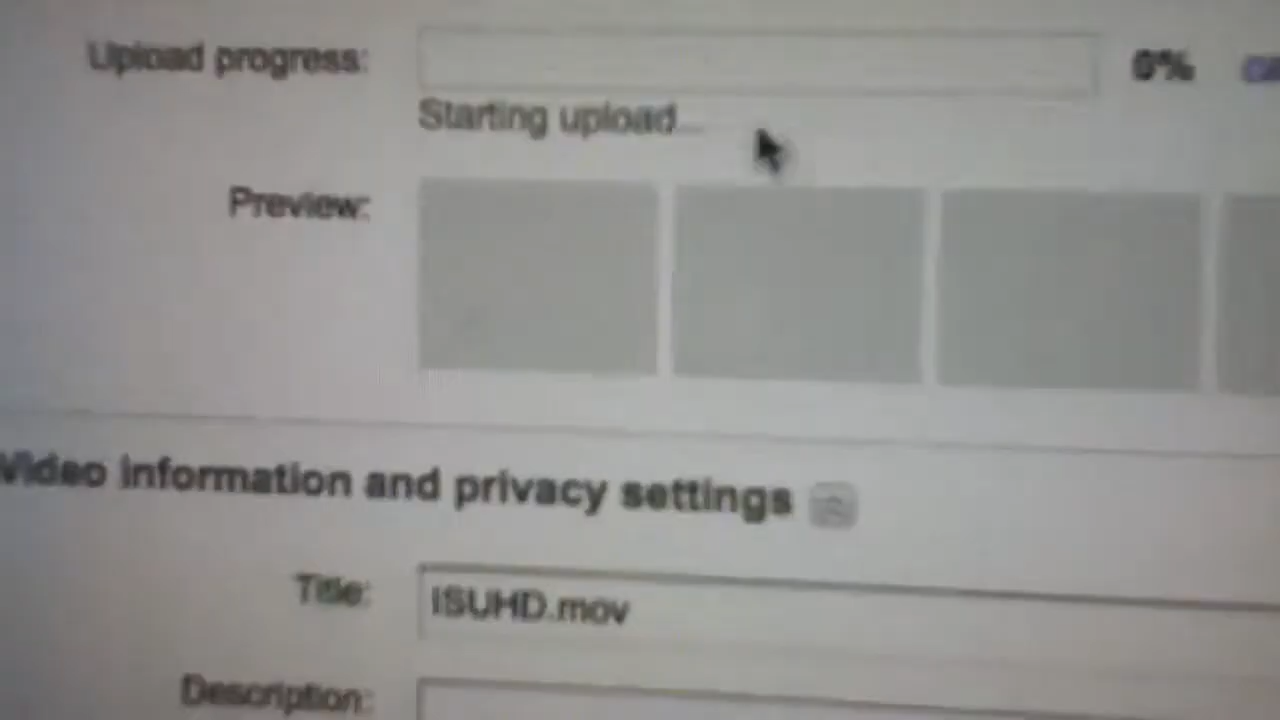 Upload progress: 0%
Starting upload...
Preview:
Video information and privacy settings
Title: ISUHD.mov
Description: